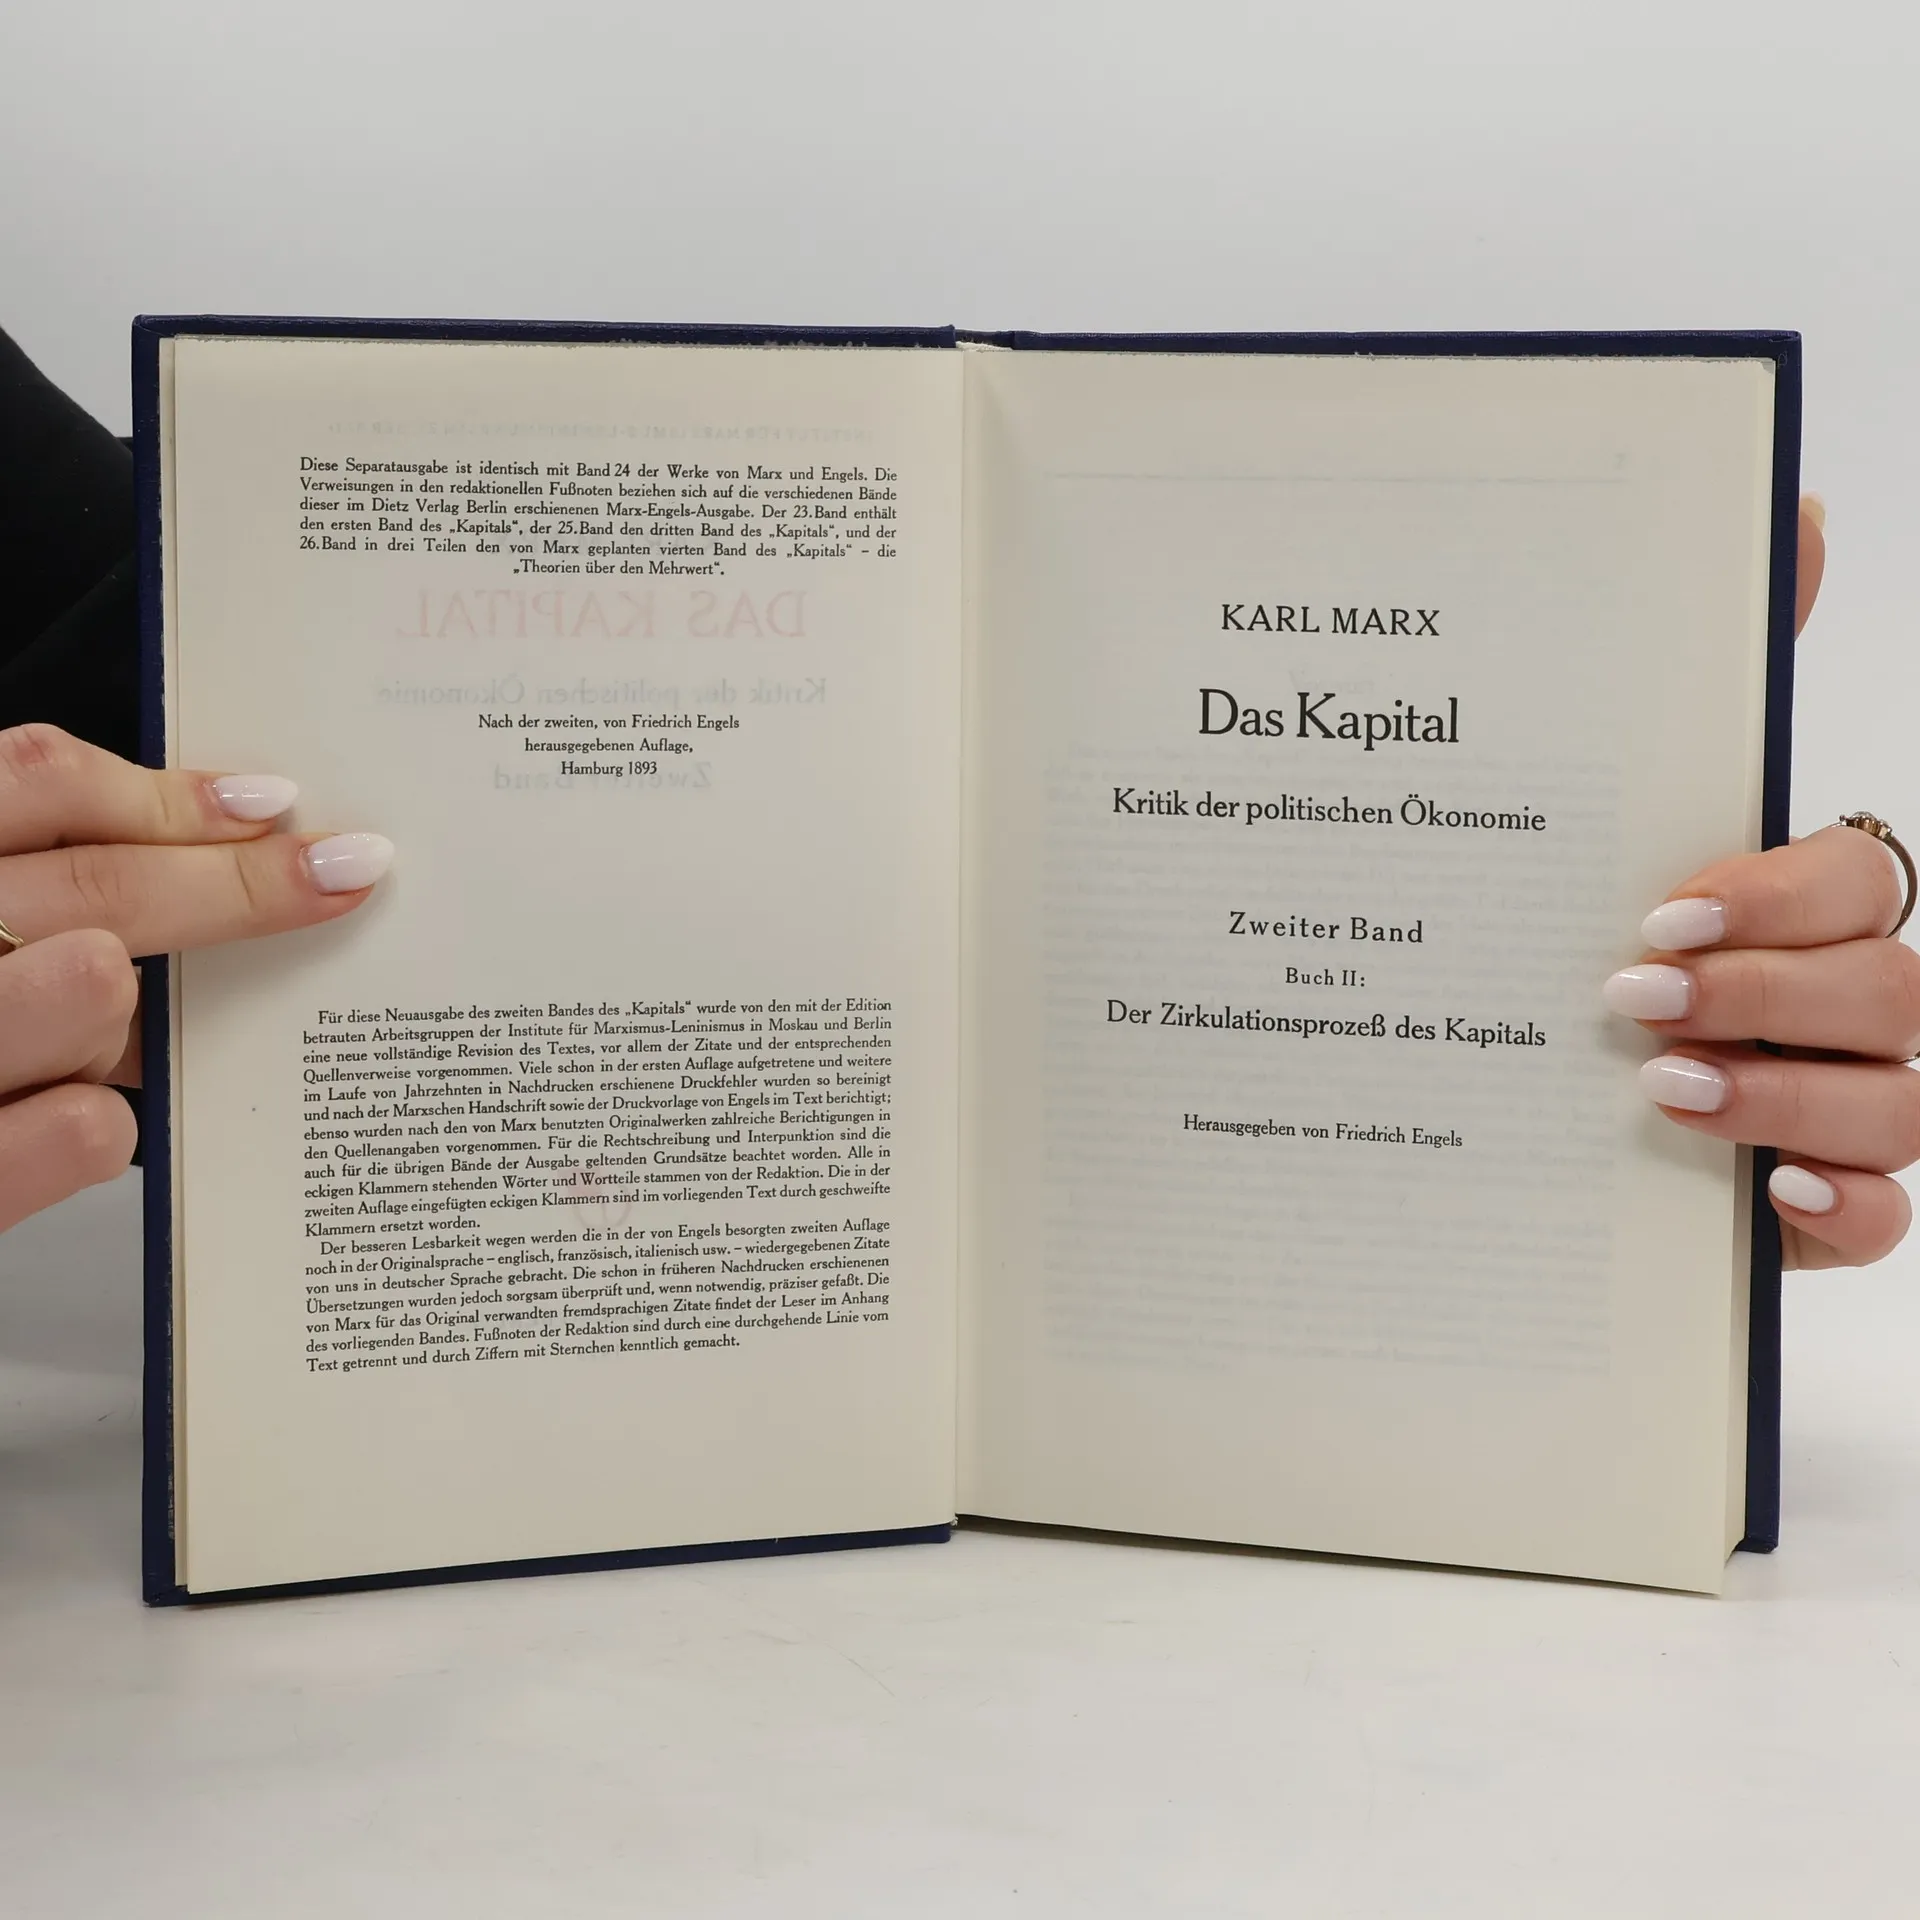 Diese Separatausgabe ist identisch mit Band 24 der Werke von Marx und Engels. Die
Verweisungen in den redaktionellen Fußnoten beziehen sich auf die verschiedenen Bände
dieser im Dietz Verlag Berlin erschienenen Marx-Engels-Ausgabe. Der 23. Band enthält
den ersten Band des „Kapitals“, der 25. Band den dritten Band des „Kapitals“, und der
26. Band in drei Teilen den von Marx geplanten vierten Band des „Kapitals“ – die
„Theorien über den Mehrwert“.
DAS KAPITAL
Kritik der politischen Ökonomie
Nach der zweiten, von Friedrich Engels
herausgegebenen Auflage,
Hamburg 1893
Zweiter Band
Für diese Neuausgabe des zweiten Bandes des „Kapitals“ wurde von den mit der Edition
betrauten Arbeitsgruppen der Institute für Marxismus-Leninismus in Moskau und Berlin
eine neue vollständige Revision des Textes, vor allem der Zitate und der entsprechenden
Quellenverweise vorgenommen. Viele schon in der ersten Auflage aufgetretene und weitere
im Laufe von Jahrzehnten in Nachdrucken erschienene Druckfehler wurden so bereinigt
und nach der Marxschen Handschrift sowie der Druckvorlage von Engels im Text berichtigt;
ebenso wurden nach den von Marx benutzten Originalwerken zahlreiche Berichtigungen in
den Quellenangaben vorgenommen. Für die Rechtschreibung und Interpunktion sind die
auch für die übrigen Bände der Ausgabe geltenden Grundsätze beachtet worden. Alle in
eckigen Klammern stehenden Wörter und Wortteile stammen von der Redaktion. Die in der
zweiten Auflage eingefügten eckigen Klammern sind im vorliegenden Text durch geschweifte
Klammern ersetzt worden.
Der besseren Lesbarkeit wegen werden die in der von Engels besorgten zweiten Auflage
noch in der Originalsprache – englisch, französisch, italienisch usw. – wiedergegebenen Zitate
von uns in deutscher Sprache gebracht. Die schon in früheren Nachdrucken erschienenen
Übersetzungen wurden jedoch sorgsam überprüft und, wenn notwendig, präziser gefaßt. Die
von Marx für das Original verwandten fremdsprachigen Zitate findet der Leser im Anhang
des vorliegenden Bandes. Fußnoten der Redaktion sind durch eine durchgehende Linie vom
Text getrennt und durch Ziffern mit Sternchen kenntlich gemacht.
KARL MARX
Das Kapital
Kritik der politischen Ökonomie
Zweiter Band
Buch II:
Der Zirkulationsprozeß des Kapitals
Herausgegeben von Friedrich Engels